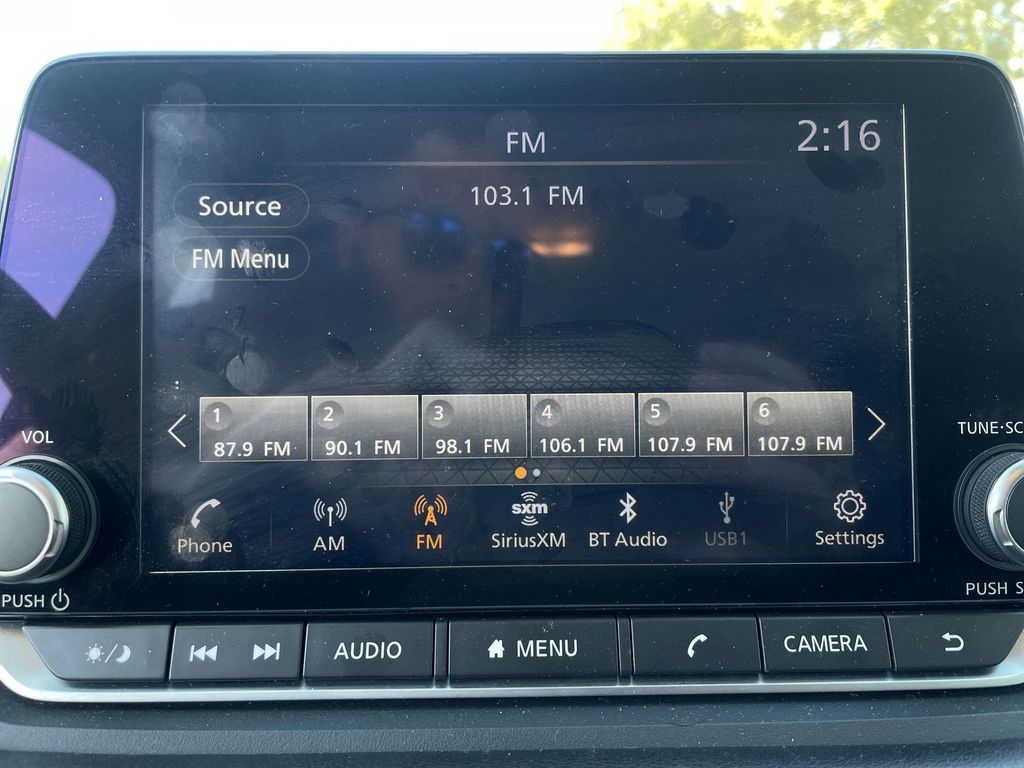 FM
2:16
103.1 FM
Source
FM Menu
1
87.9 FM
2
90.1 FM
3
98.1 FM
4
106.1 FM
5
107.9 FM
6
107.9 FM
VOL
TUNE·SC
Phone
AM
FM
sxm
SiriusXM
BT Audio
USB1
Settings
PUSH
PUSH S
AUDIO
MENU
CAMERA